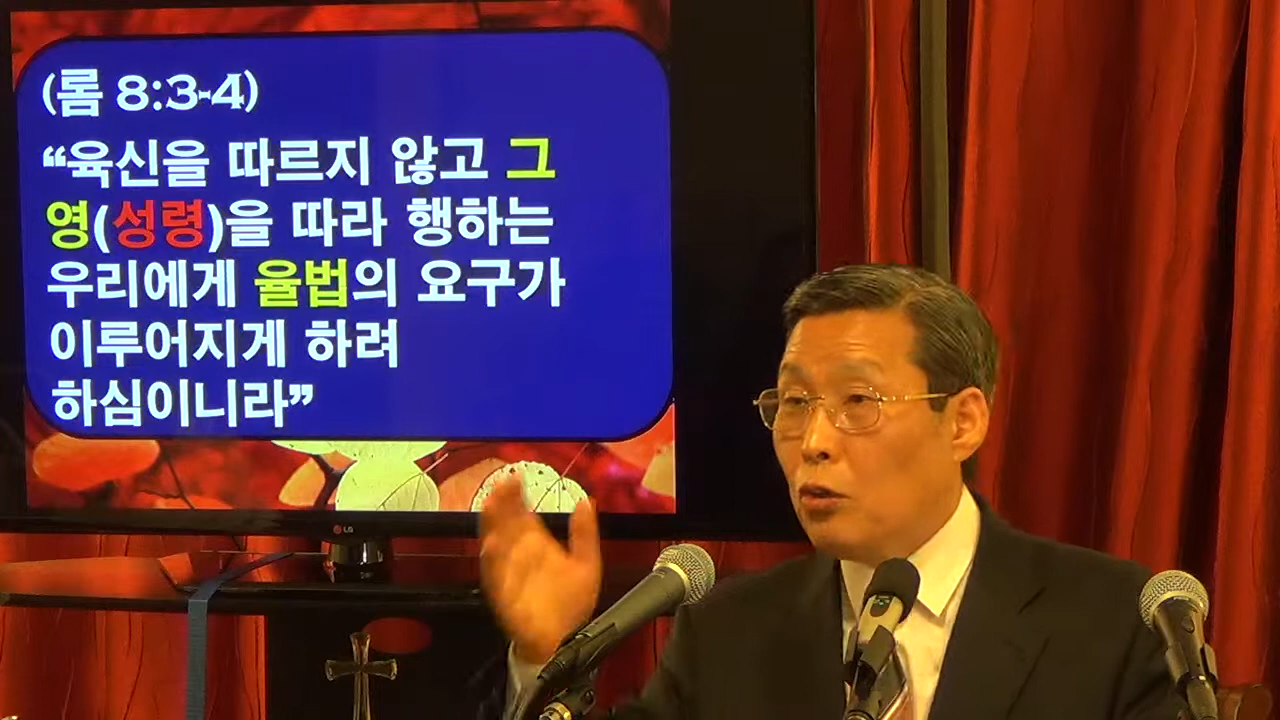 (롬 8:3-4)
“육신을 따르지 않고 그
영(성령)을 따라 행하는
우리에게 율법의 요구가
이루어지게 하려
하심이니라”
LG